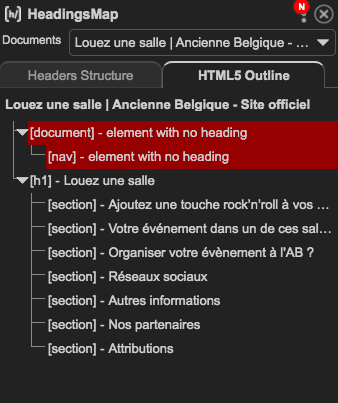 [h/] HeadingsMap N
Documents Louez une salle | Ancienne Belgique - ...
Headers Structure HTML5 Outline
Louez une salle | Ancienne Belgique - Site officiel
[document] - element with no heading
[nav] - element with no heading
[h1] - Louez une salle
[section] - Ajoutez une touche rock'n'roll à vos ...
[section] - Votre événement dans un de ces sal...
[section] - Organiser votre évènement à l'AB ?
[section] - Réseaux sociaux
[section] - Autres informations
[section] - Nos partenaires
[section] - Attributions